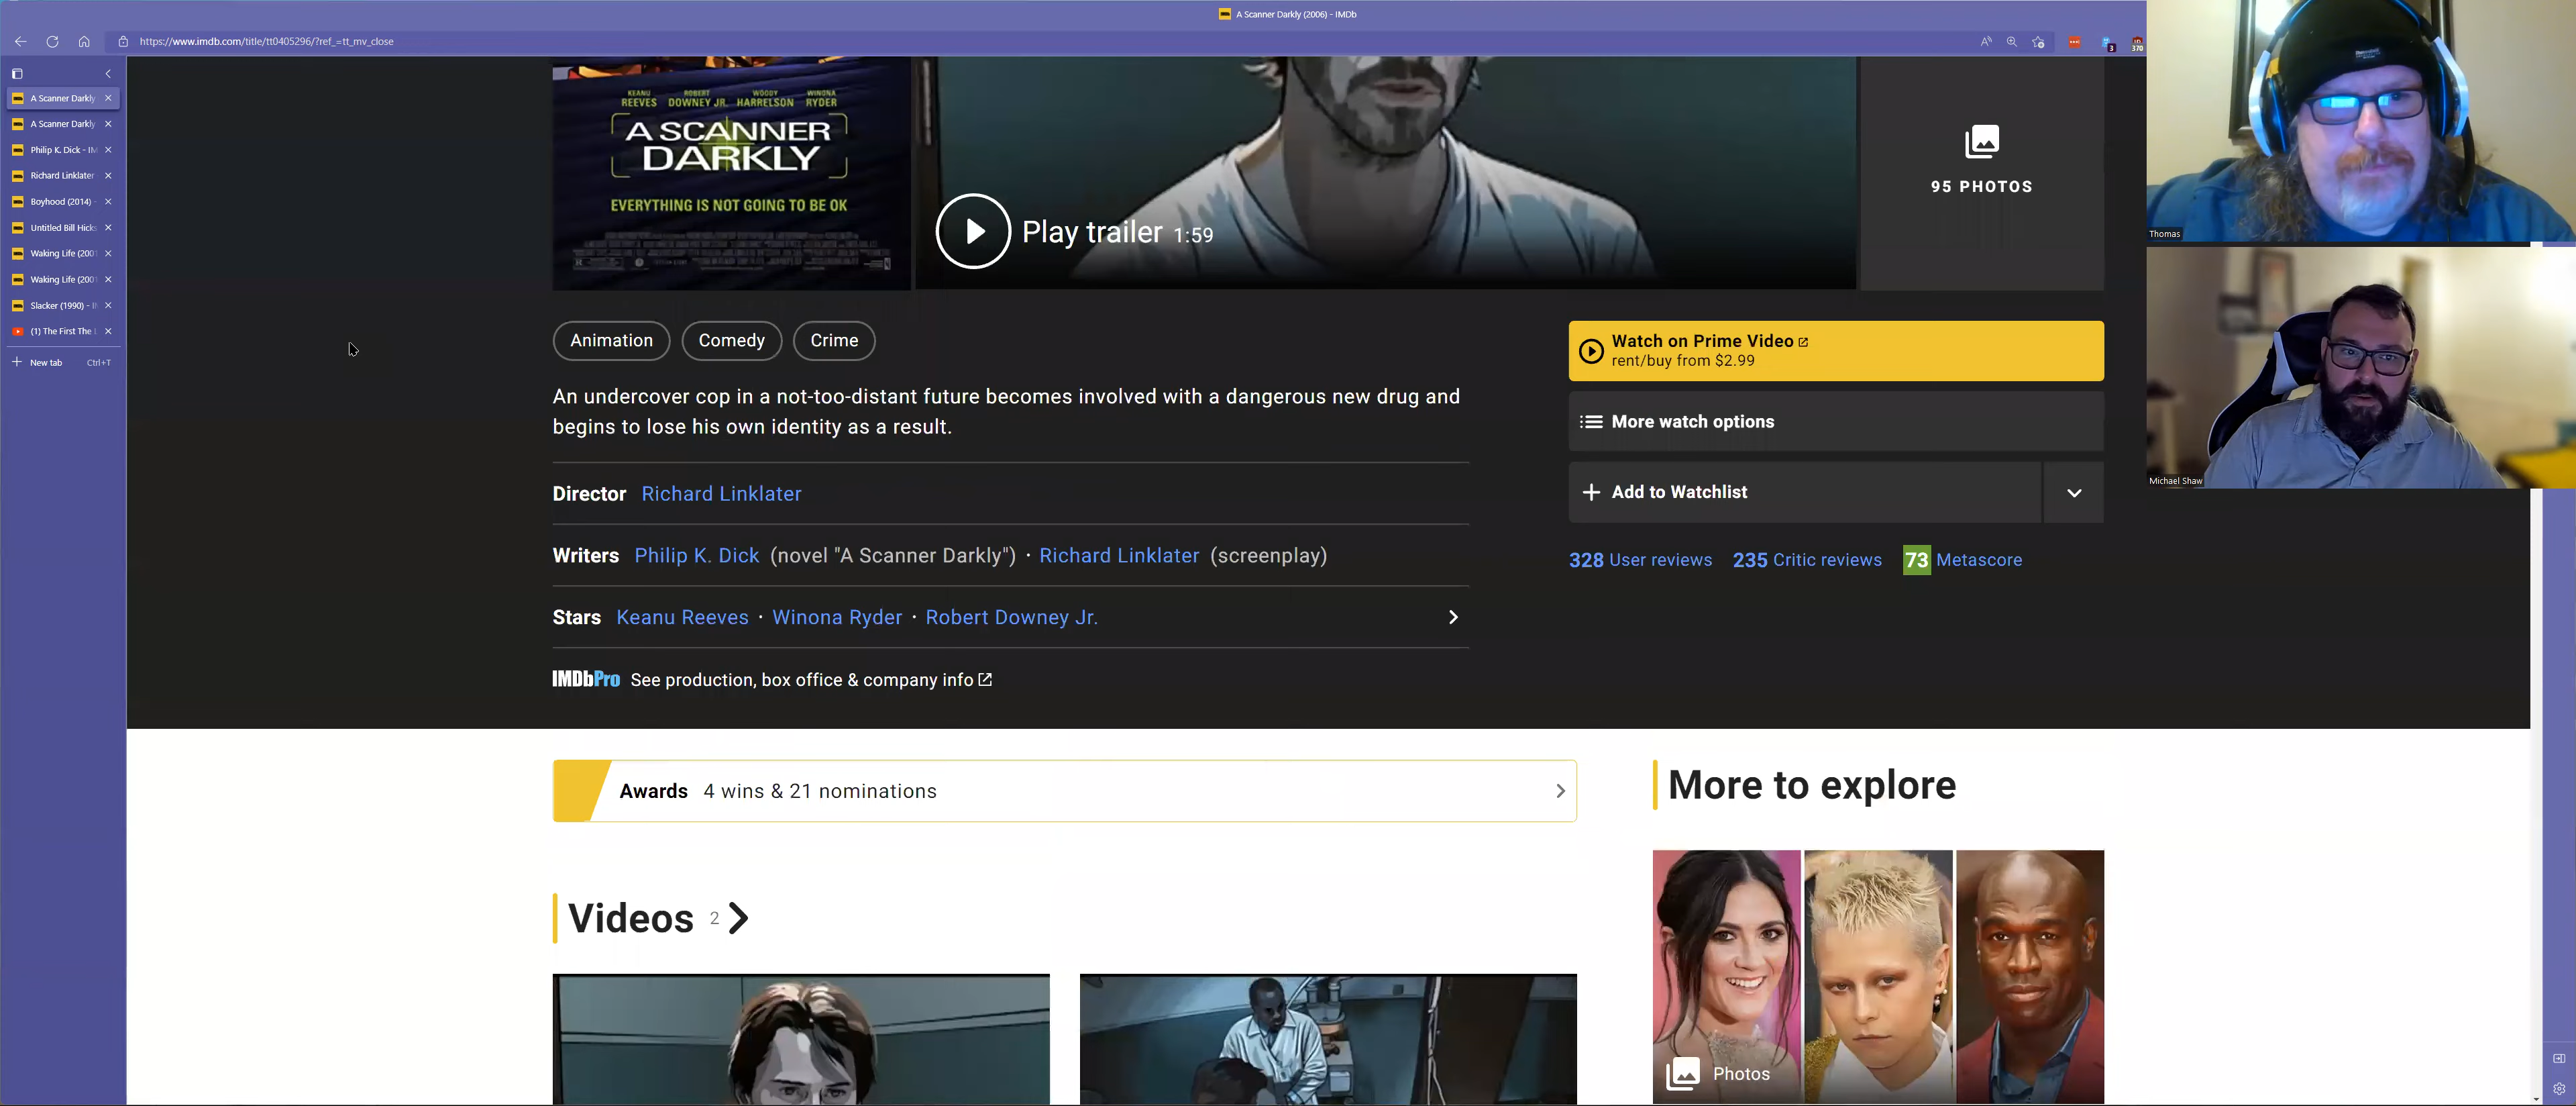 A Scanner Darkly (2006) - IMDb
https://www.imdb.com/title/tt0405296/?ref_=tt_mv_close
3
370
A Scanner Darkly
A Scanner Darkly
Philip K. Dick - IM
Richard Linklater
Boyhood (2014)
Untitled Bill Hicks
Waking Life (2001
Waking Life (2001
Slacker (1990) - I
(1) The First The
New tab Ctrl+T
KEANU REEVES ROBERT DOWNEY JR. WOODY HARRELSON WINONA RYDER
A SCANNER
DARKLY
EVERYTHING IS NOT GOING TO BE OK
Play trailer 1:59
95 PHOTOS
Thomas
Michael Shaw
Animation Comedy Crime
An undercover cop in a not-too-distant future becomes involved with a dangerous new drug and
begins to lose his own identity as a result.
Director Richard Linklater
Writers Philip K. Dick (novel "A Scanner Darkly") · Richard Linklater (screenplay)
Stars Keanu Reeves · Winona Ryder · Robert Downey Jr.
IMDbPro See production, box office & company info
Watch on Prime Video
rent/buy from $2.99
More watch options
Add to Watchlist
328 User reviews 235 Critic reviews 73 Metascore
Awards 4 wins & 21 nominations
Videos 2
More to explore
Photos